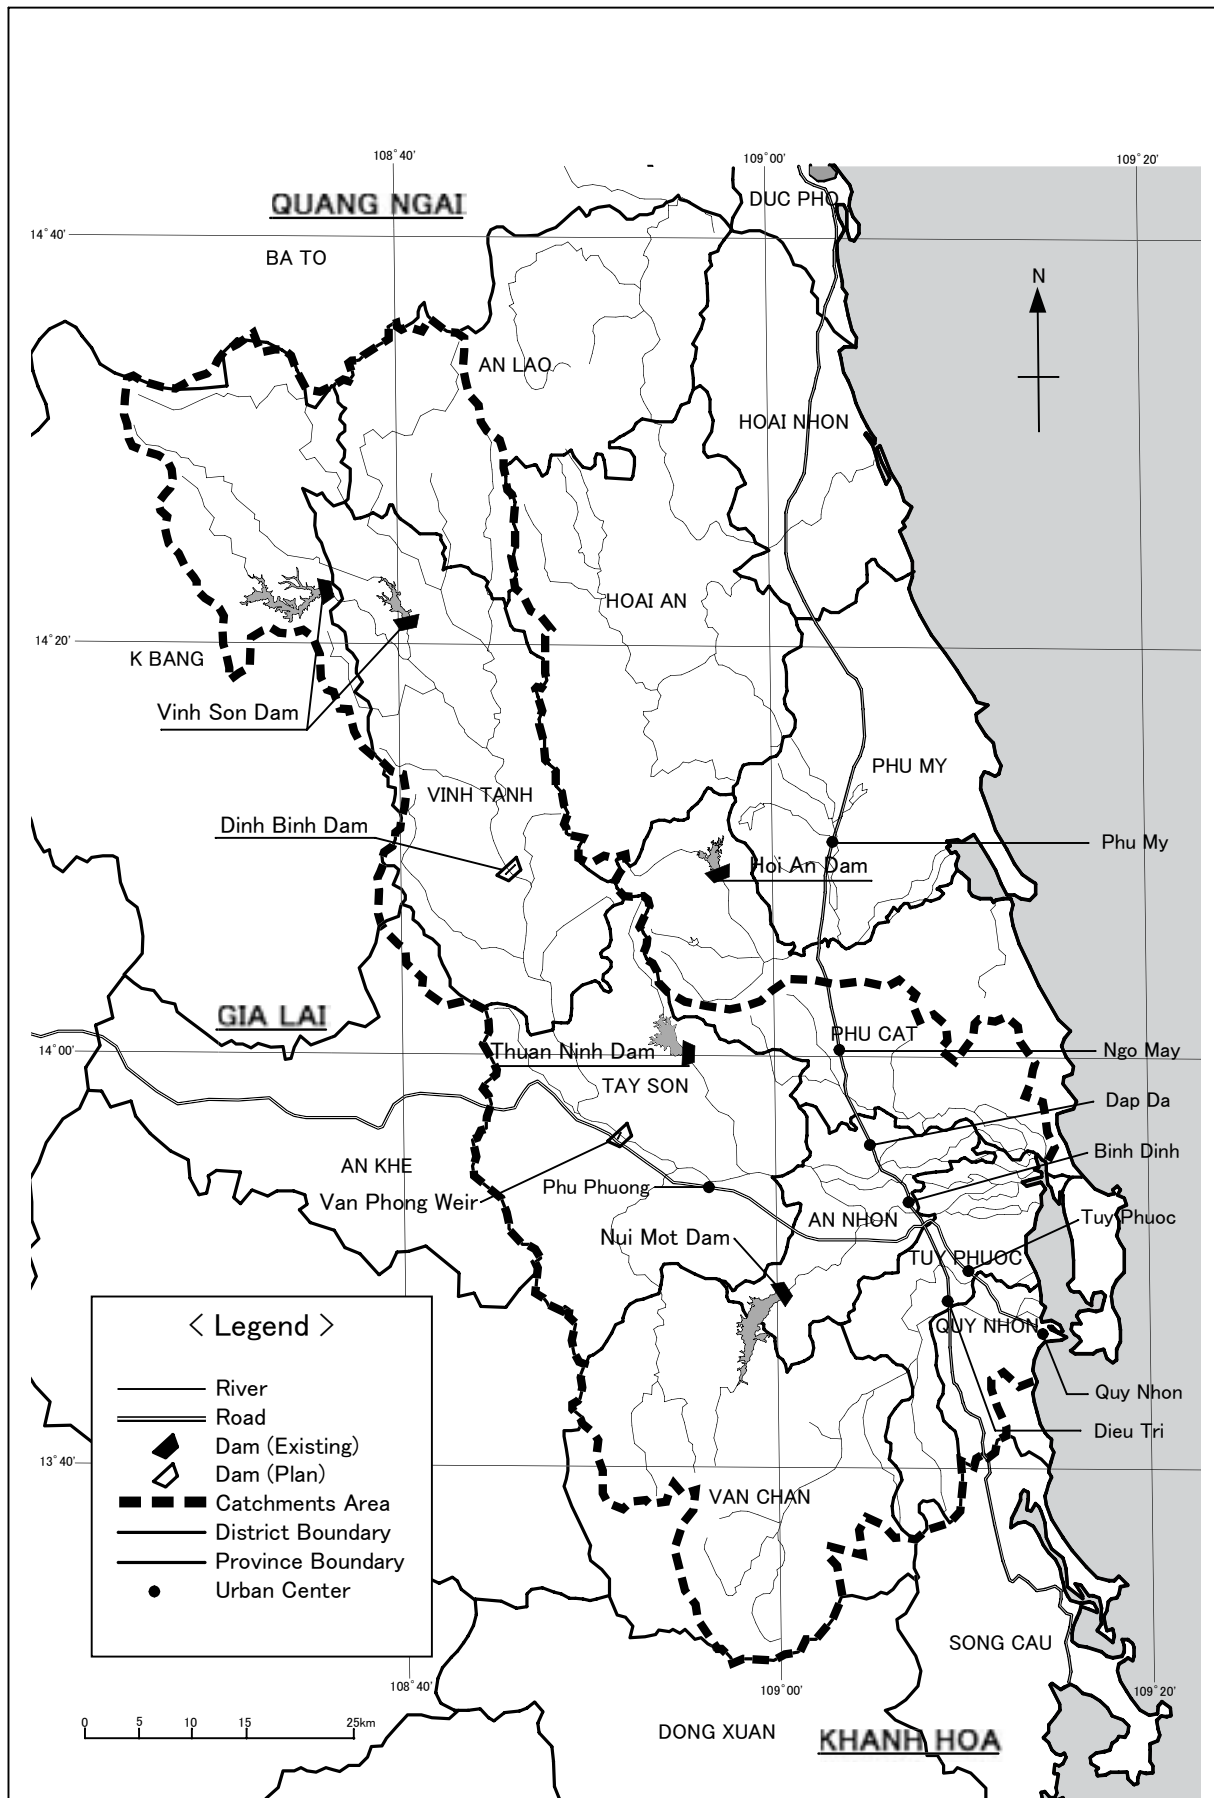 108°40'
109°00'
109°20'
QUANG NGAI
DUC PHO
14°40'
BA TO
N
AN LAO
HOAI NHON
HOAI AN
14°20'
K BANG
Vinh Son Dam
PHU MY
VINH TANH
Dinh Binh Dam
Phu My
Hoi An Dam
GIA LAI
PHU CAT
14°00'
Thuan Ninh Dam
Ngo May
TAY SON
Dap Da
Binh Dinh
AN KHE
Van Phong Weir
Phu Phuong
AN NHON
Tuy Phuoc
Nui Mot Dam
TUY PHUOC
< Legend >
QUY NHON
River
Quy Nhon
Road
Dieu Tri
Dam (Existing)
13°40'
Dam (Plan)
VAN CHAN
Catchments Area
District Boundary
Province Boundary
Urban Center
SONG CAU
108°40'
109°00'
109°20'
0 5 10 15 25km
DONG XUAN
KHANH HOA